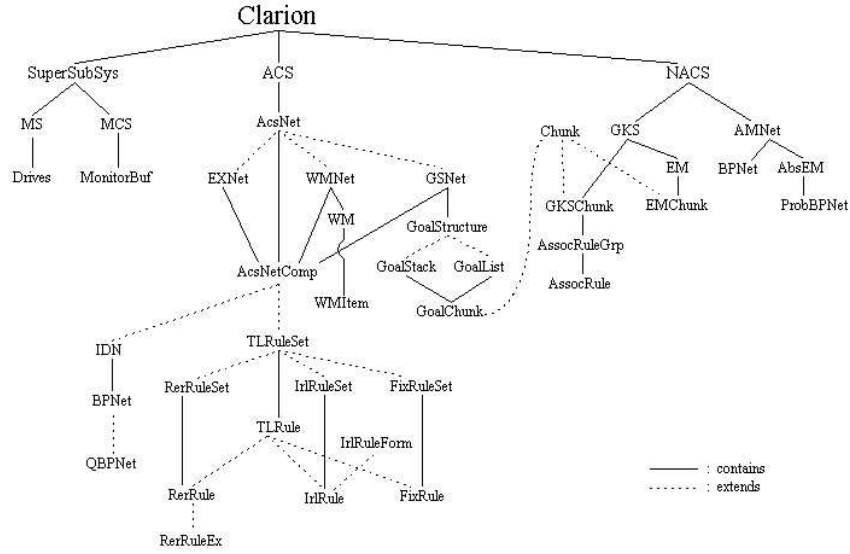 Clarion
SuperSubSys ACS NACS
MS MCS AcsNet Chunk GKS AMNet
Drives MonitorBuf EXNet WMNet GSNet EM BPNet AbsEM
WM GoalStructure GKSChunk EMChunk ProbBPNet
AcsNetComp GoalStack GoalList AssocRuleGrp
WMItem GoalChunk AssocRule
IDN TLRuleSet
BPNet RerRuleSet IrlRuleSet FixRuleSet
TLRule IrlRuleForm
QBPNet
RerRule IrlRule FixRule
RerRuleEx
: contains
: extends